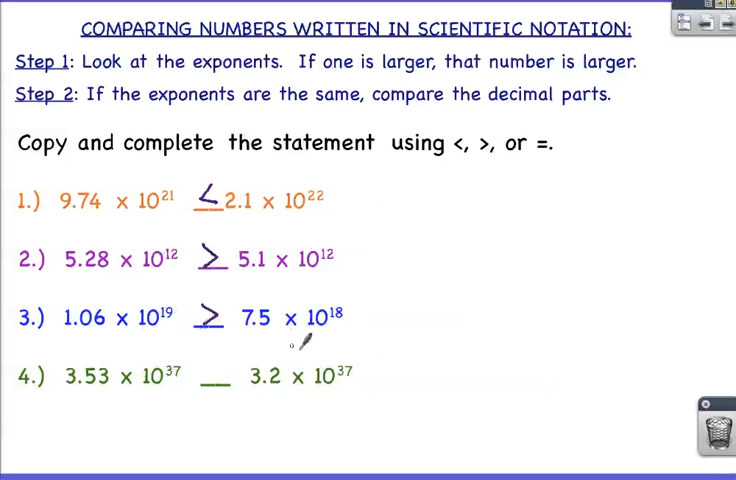 COMPARING NUMBERS WRITTEN IN SCIENTIFIC NOTATION:
Step 1: Look at the exponents. If one is larger, that number is larger.
Step 2: If the exponents are the same, compare the decimal parts.
Copy and complete the statement using <, >, or =.
1.) 9.74 x 10²¹ < 2.1 x 10²²
2.) 5.28 x 10¹² > 5.1 x 10¹²
3.) 1.06 x 10¹⁹ > 7.5 x 10¹⁸
4.) 3.53 x 10³⁷ __ 3.2 x 10³⁷